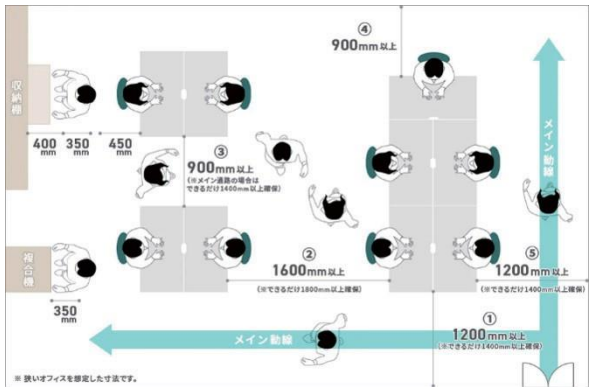 ④
900mm以上
収納棚
400
mm
350
mm
450
mm
③
900mm以上
(※メイン通路の場合は
できるだけ1400mm以上確保)
メイン動線
②
1600mm以上
(※できるだけ1800mm以上確保)
⑤
1200mm以上
(※できるだけ1400mm以上確保)
複合機
350
mm
①
1200mm以上
(※できるだけ1400mm以上確保)
メイン動線
※ 狭いオフィスを想定した寸法です。